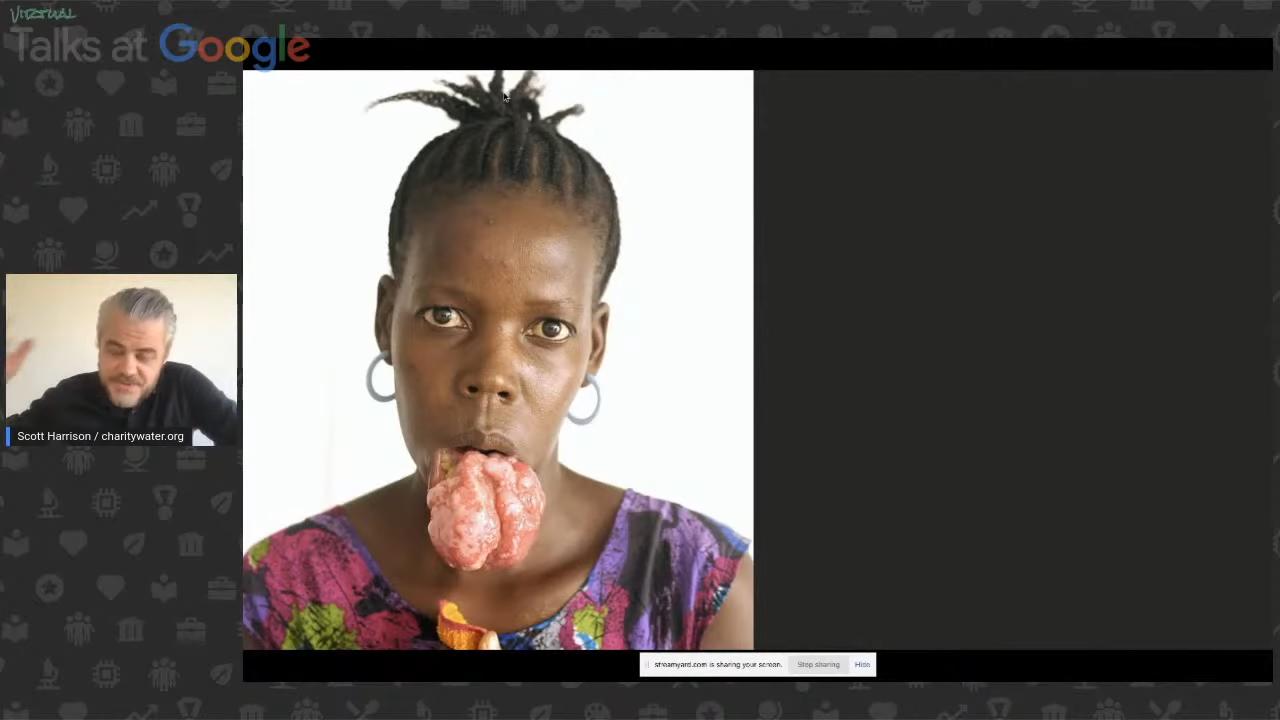 VIRTUAL
Talks at Google
Scott Harrison / charitywater.org
streamyard.com is sharing your screen.
Stop sharing
Hide